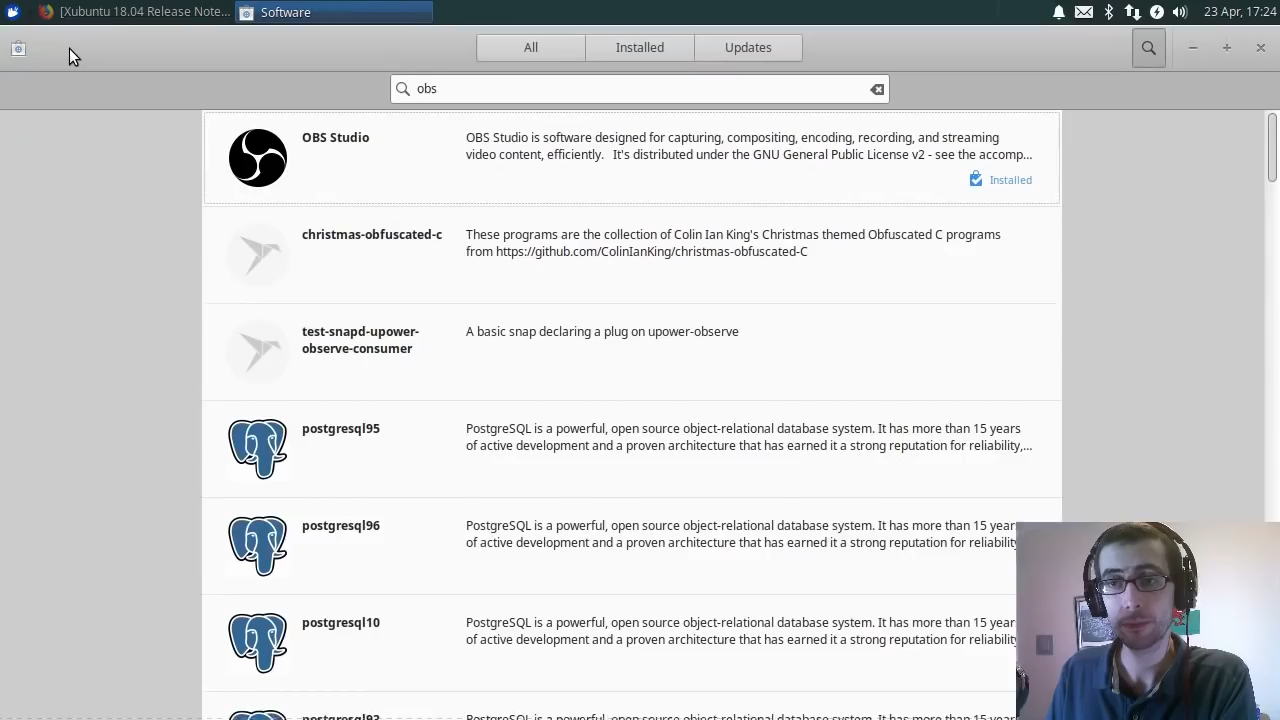 [Xubuntu 18.04 Release Note...
Software
23 Apr, 17:24
All
Installed
Updates
obs
OBS Studio
OBS Studio is software designed for capturing, compositing, encoding, recording, and streaming
video content, efficiently. It's distributed under the GNU General Public License v2 - see the accomp...
Installed
christmas-obfuscated-c
These programs are the collection of Colin Ian King's Christmas themed Obfuscated C programs
from https://github.com/ColinIanKing/christmas-obfuscated-C
test-snapd-upower-
observe-consumer
A basic snap declaring a plug on upower-observe
postgresql95
PostgreSQL is a powerful, open source object-relational database system. It has more than 15 years
of active development and a proven architecture that has earned it a strong reputation for reliability,...
postgresql96
PostgreSQL is a powerful, open source object-relational database system. It has more than 15 years
of active development and a proven architecture that has earned it a strong reputation for reliability
postgresql10
PostgreSQL is a powerful, open source object-relational database system. It has more than 15 years
of active development and a proven architecture that has earned it a strong reputation for reliability
postgresql93